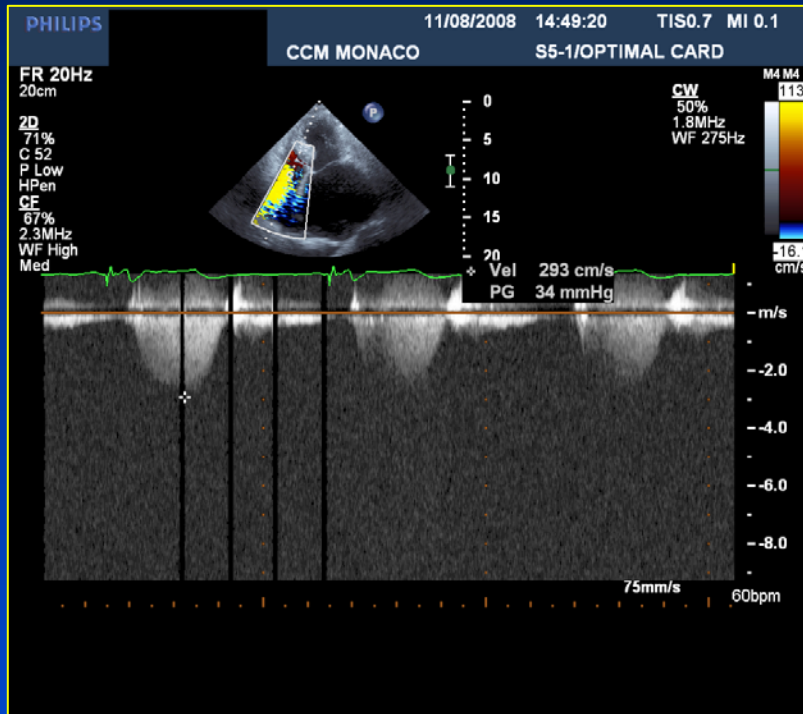 PHILIPS
11/08/2008 14:49:20 TIS0.7 MI 0.1
CCM MONACO S5-1/OPTIMAL CARD
FR 20Hz
20cm
2D
71%
C 52
P Low
HPen
CF
67%
2.3MHz
WF High
Med
P
0
5
10
15
20
CW
50%
1.8MHz
WF 275Hz
M4 M4
113
cm/s
Vel 293 cm/s
PG 34 mmHg
m/s
-2.0
-4.0
-6.0
-8.0
75mm/s
60bpm